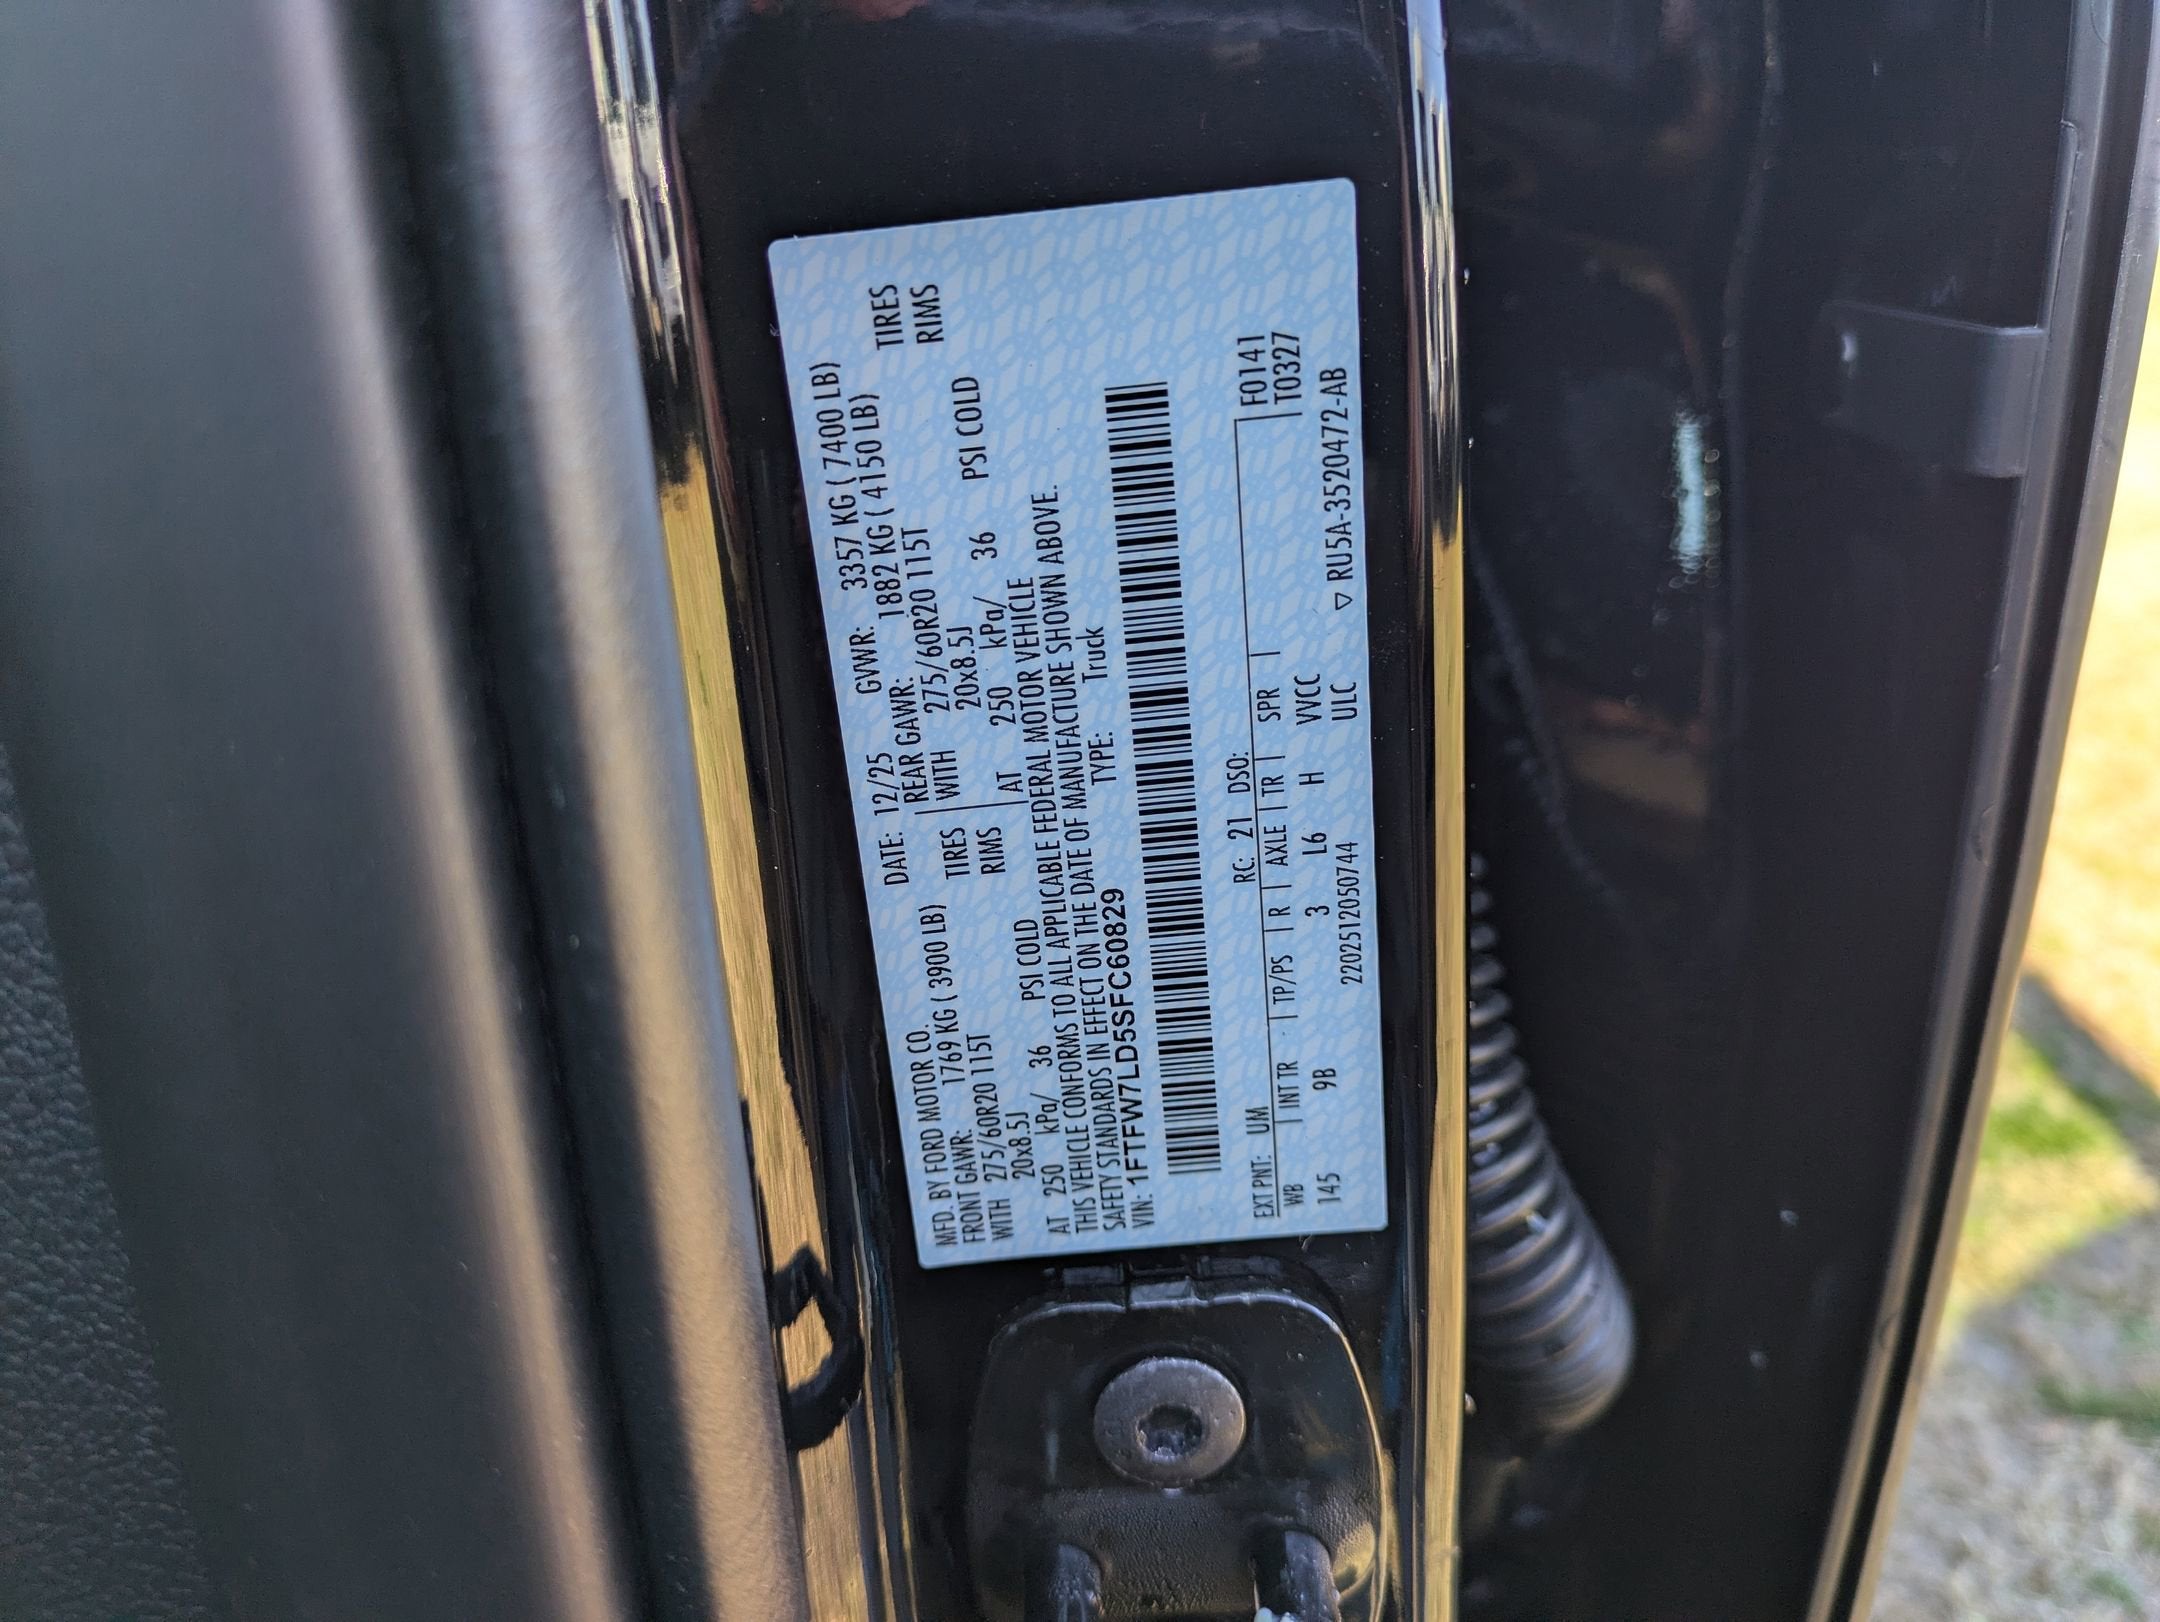 MFD. BY FORD MOTOR CO. DATE: 12/25 GVWR: 3357 KG ( 7400 LB)
FRONT GAWR: 1769 KG ( 3900 LB) REAR GAWR: 1882 KG ( 4150 LB)
WITH 275/60R20 115T TIRES WITH 275/60R20 115T TIRES
20x8.5J RIMS 20x8.5J RIMS
AT 250 kPa/ 36 PSI COLD AT 250 kPa/ 36 PSI COLD
THIS VEHICLE CONFORMS TO ALL APPLICABLE FEDERAL MOTOR VEHICLE
SAFETY STANDARDS IN EFFECT ON THE DATE OF MANUFACTURE SHOWN ABOVE.
VIN: 1FTFW7LD5SFC60829 TYPE: Truck
EXT PNT: UM RC: 21 DSO: F0141
WB | INT TR | TP/PS | R | AXLE | TR | SPR | T0327
145 9B 3 L6 H VVCC
2202512050744 ULC ▽ RU5A-3520472-AB